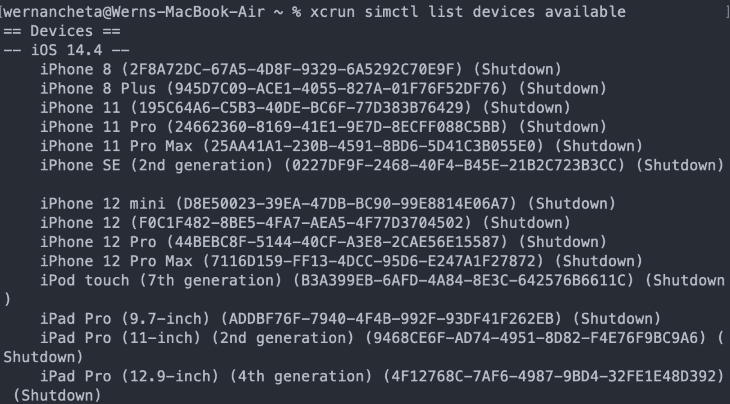 [wernancheta@Werns-MacBook-Air ~ % xcrun simctl list devices available ]
== Devices ==
-- iOS 14.4 --
iPhone 8 (2F8A72DC-67A5-4D8F-9329-6A5292C70E9F) (Shutdown)
iPhone 8 Plus (945D7C09-ACE1-4055-827A-01F76F52DF76) (Shutdown)
iPhone 11 (195C64A6-C5B3-40DE-BC6F-77D383B76429) (Shutdown)
iPhone 11 Pro (24662360-8169-41E1-9E7D-8ECFF088C5BB) (Shutdown)
iPhone 11 Pro Max (25AA41A1-230B-4591-8BD6-5D41C3B055E0) (Shutdown)
iPhone SE (2nd generation) (0227DF9F-2468-40F4-B45E-21B2C723B3CC) (Shutdown)
iPhone 12 mini (D8E50023-39EA-47DB-BC90-99E8814E06A7) (Shutdown)
iPhone 12 (F0C1F482-8BE5-4FA7-AEA5-4F77D3704502) (Shutdown)
iPhone 12 Pro (44BEBC8F-5144-40CF-A3E8-2CAE56E15587) (Shutdown)
iPhone 12 Pro Max (7116D159-FF13-4DCC-95D6-E247A1F27872) (Shutdown)
iPod touch (7th generation) (B3A399EB-6AFD-4A84-8E3C-642576B6611C) (Shutdown
)
iPad Pro (9.7-inch) (ADDBF76F-7940-4F4B-992F-93DF41F262EB) (Shutdown)
iPad Pro (11-inch) (2nd generation) (9468CE6F-AD74-4951-8D82-F4E76F9BC9A6) (
Shutdown)
iPad Pro (12.9-inch) (4th generation) (4F12768C-7AF6-4987-9BD4-32FE1E48D392)
(Shutdown)